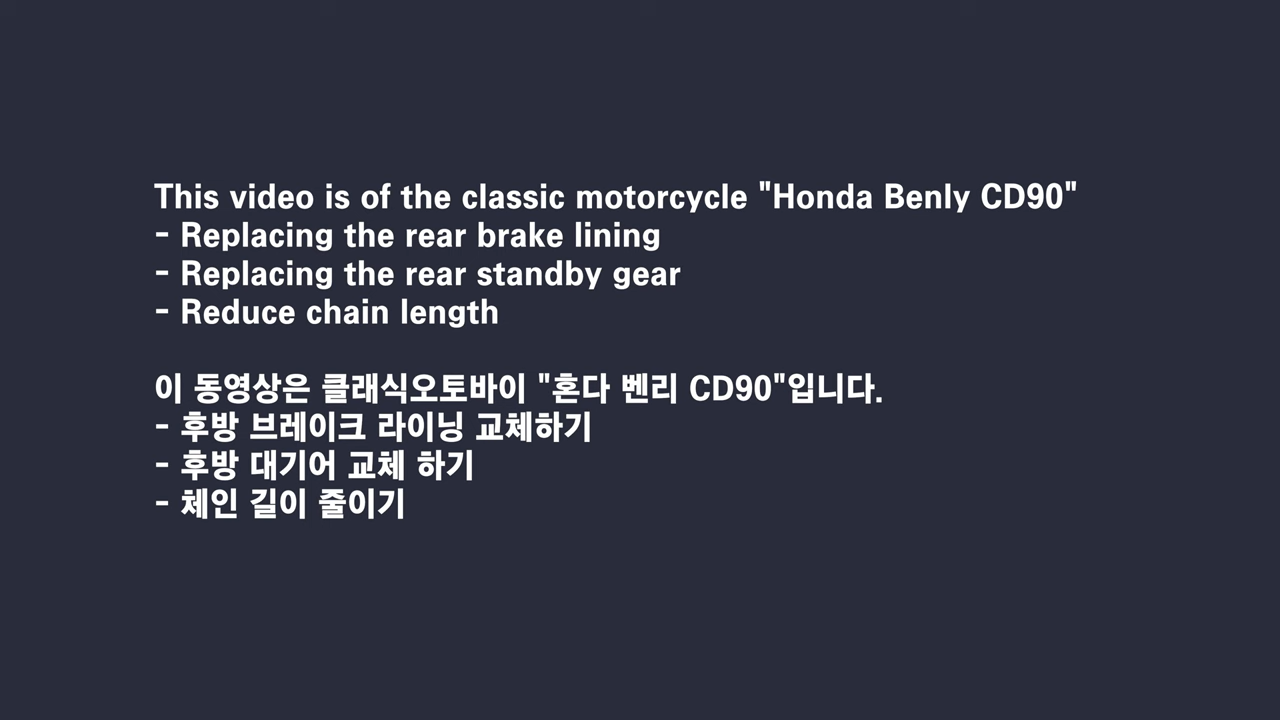 This video is of the classic motorcycle "Honda Benly CD90"
- Replacing the rear brake lining
- Replacing the rear standby gear
- Reduce chain length
이 동영상은 클래식오토바이 "혼다 벤리 CD90"입니다.
- 후방 브레이크 라이닝 교체하기
- 후방 대기어 교체 하기
- 체인 길이 줄이기